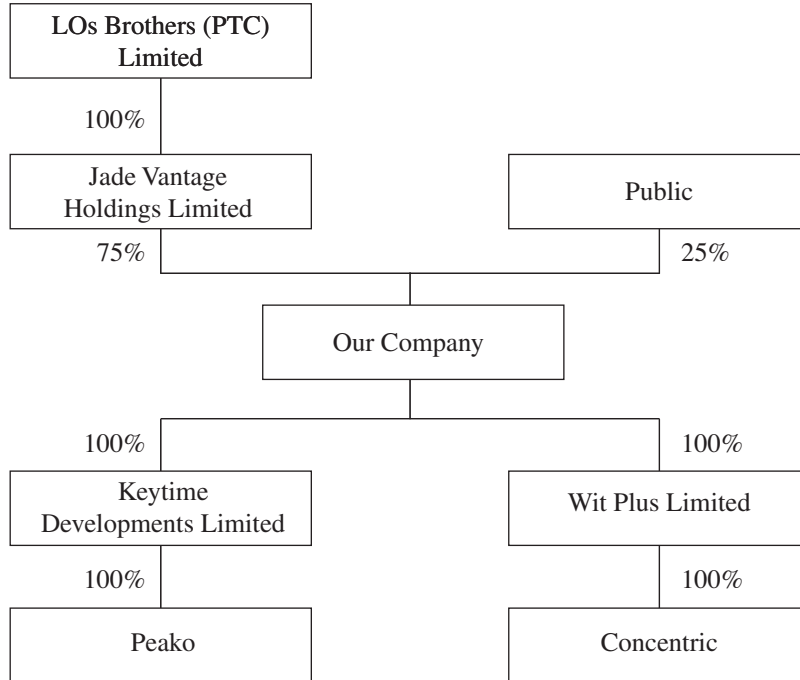 LOs Brothers (PTC)
Limited
100%
Jade Vantage
Holdings Limited
Public
75%
25%
Our Company
100%
100%
Keytime
Developments Limited
Wit Plus Limited
100%
100%
Peako
Concentric